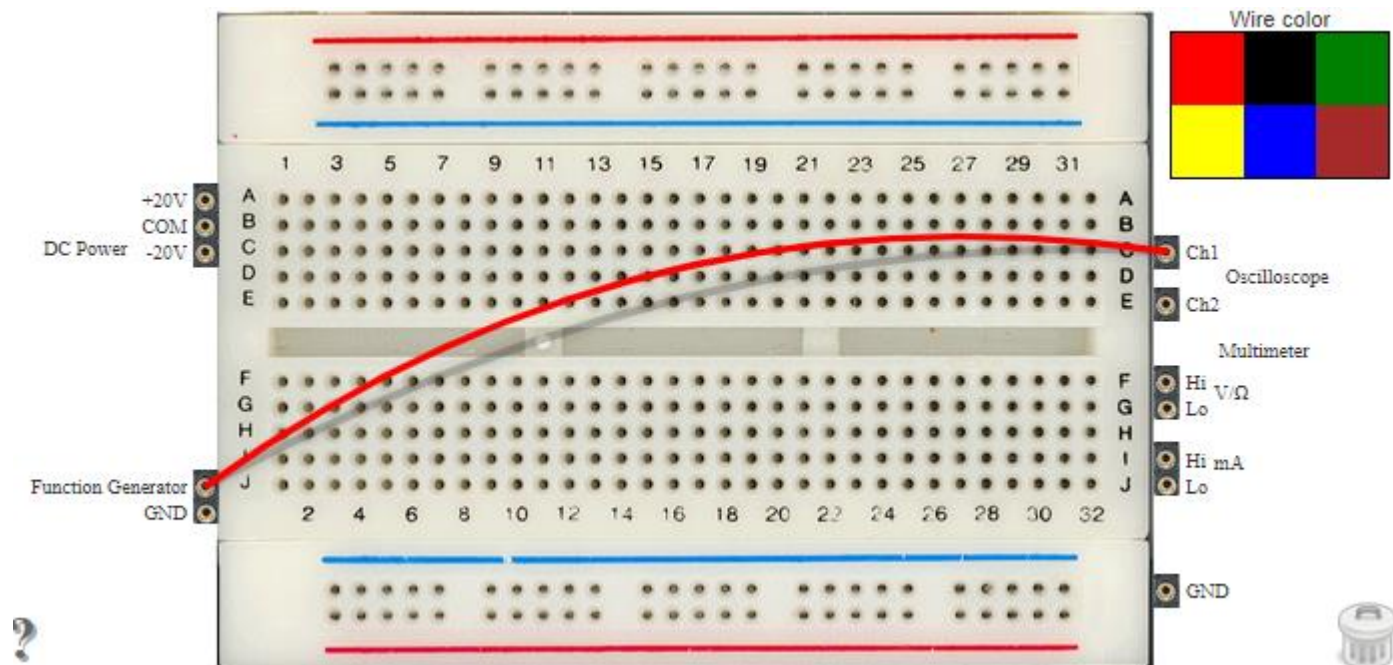 Wire color
1 3 5 7 9 11 13 15 17 19 21 23 25 27 29 31
+20V A A
COM B B
DC Power -20V C C Ch1
D D Oscilloscope
E E Ch2
Multimeter
F F Hi
V/Ω
G G Lo
H H
I I Hi mA
Function Generator J J Lo
GND 2 4 6 8 10 12 14 16 18 20 22 24 26 28 30 32
GND
?